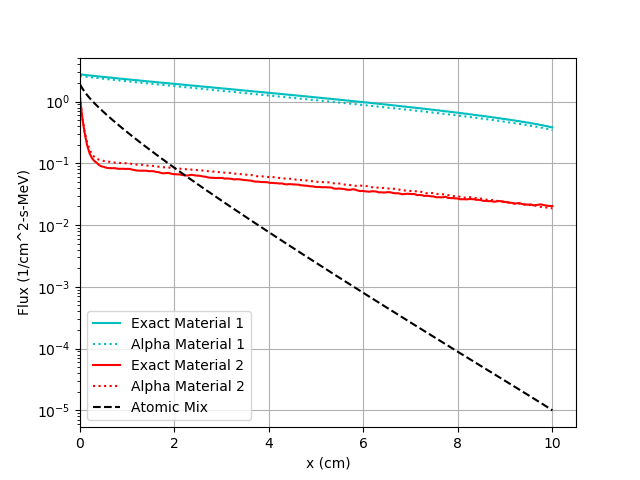 Flux (1/cm^2-s-MeV)
10^0
10^-1
10^-2
10^-3
10^-4
10^-5
Exact Material 1
Alpha Material 1
Exact Material 2
Alpha Material 2
Atomic Mix
0 2 4 6 8 10
x (cm)